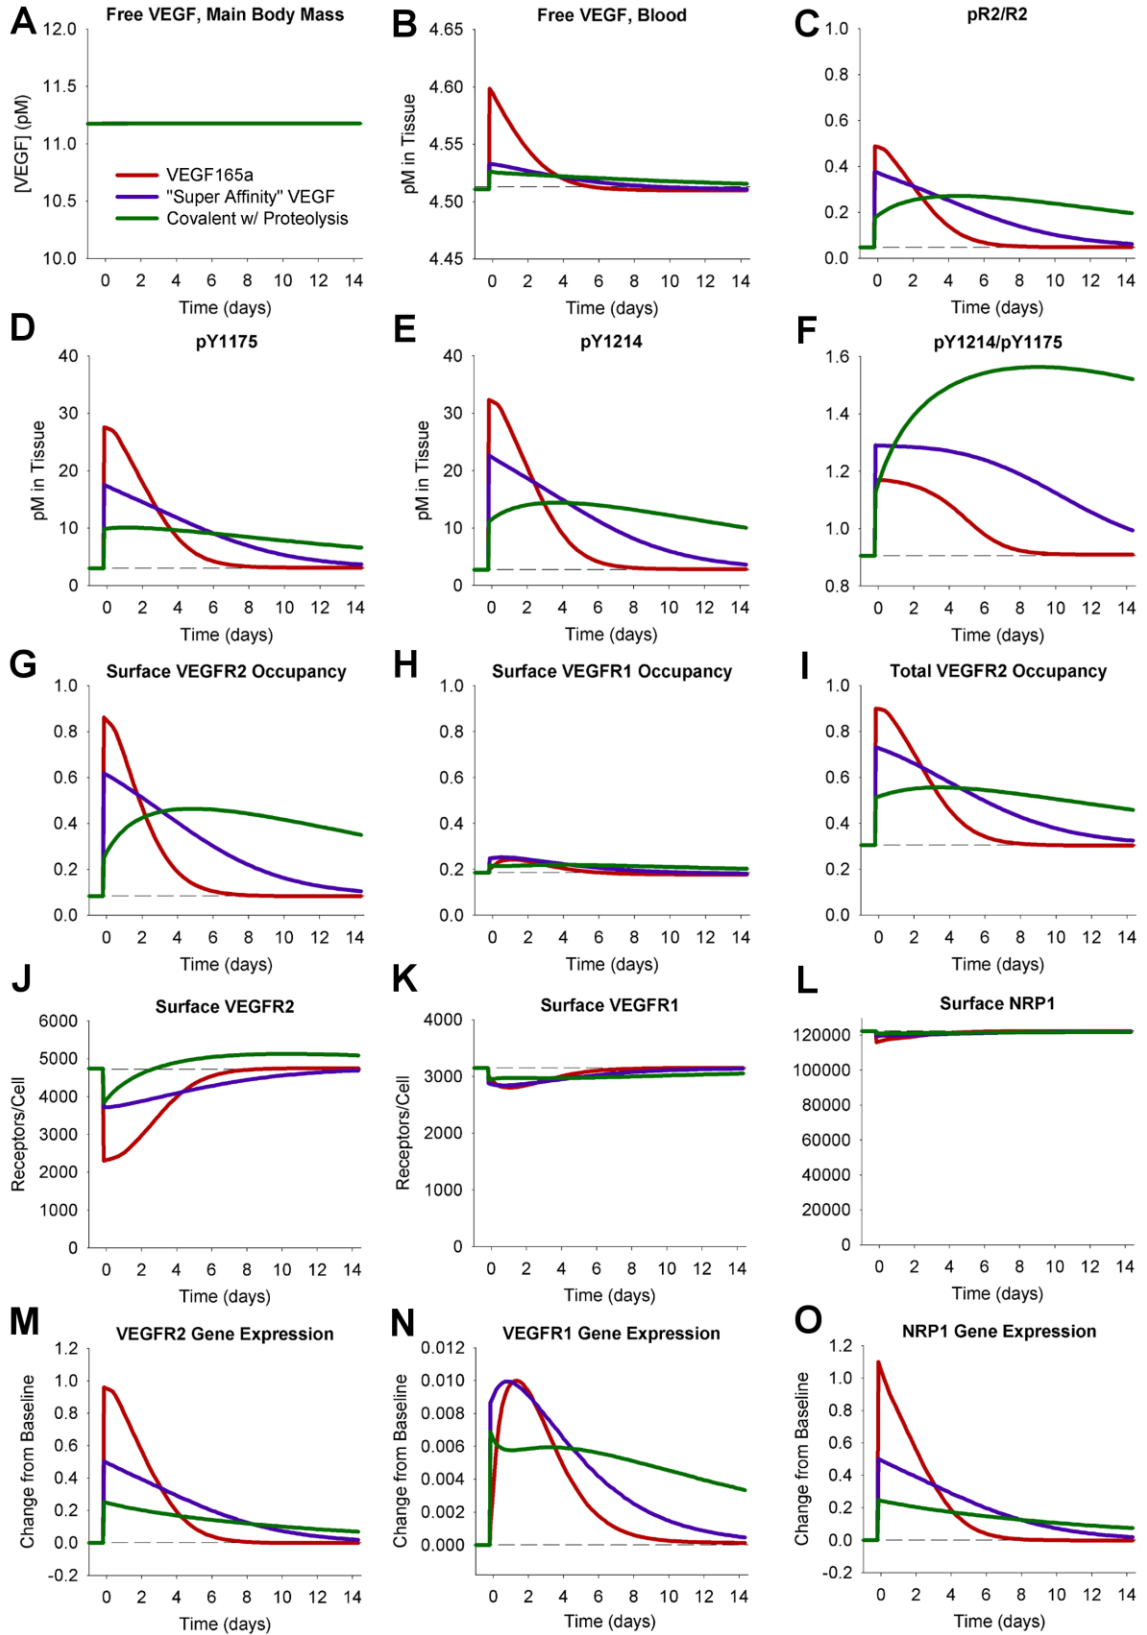 A Free VEGF, Main Body Mass
12.0
11.5
11.0
10.5
10.0
[VEGF] (pM)
VEGF165a
"Super Affinity" VEGF
Covalent w/ Proteolysis
0 2 4 6 8 10 12 14
Time (days)
B Free VEGF, Blood
4.65
4.60
4.55
4.50
4.45
pM in Tissue
0 2 4 6 8 10 12 14
Time (days)
C pR2/R2
1.0
0.8
0.6
0.4
0.2
0.0
0 2 4 6 8 10 12 14
Time (days)
D pY1175
40
30
20
10
0
pM in Tissue
0 2 4 6 8 10 12 14
Time (days)
E pY1214
40
30
20
10
0
pM in Tissue
0 2 4 6 8 10 12 14
Time (days)
F pY1214/pY1175
1.6
1.4
1.2
1.0
0.8
0 2 4 6 8 10 12 14
Time (days)
G Surface VEGFR2 Occupancy
1.0
0.8
0.6
0.4
0.2
0.0
0 2 4 6 8 10 12 14
Time (days)
H Surface VEGFR1 Occupancy
1.0
0.8
0.6
0.4
0.2
0.0
0 2 4 6 8 10 12 14
Time (days)
I Total VEGFR2 Occupancy
1.0
0.8
0.6
0.4
0.2
0.0
0 2 4 6 8 10 12 14
Time (days)
J Surface VEGFR2
6000
5000
4000
3000
2000
1000
0
Receptors/Cell
0 2 4 6 8 10 12 14
Time (days)
K Surface VEGFR1
4000
3000
2000
1000
0
Receptors/Cell
0 2 4 6 8 10 12 14
Time (days)
L Surface NRP1
120000
100000
80000
60000
40000
20000
0
0 2 4 6 8 10 12 14
Time (days)
M VEGFR2 Gene Expression
1.2
1.0
0.8
0.6
0.4
0.2
0.0
-0.2
Change from Baseline
0 2 4 6 8 10 12 14
Time (days)
N VEGFR1 Gene Expression
0.012
0.010
0.008
0.006
0.004
0.002
0.000
Change from Baseline
0 2 4 6 8 10 12 14
Time (days)
O NRP1 Gene Expression
1.2
1.0
0.8
0.6
0.4
0.2
0.0
-0.2
Change from Baseline
0 2 4 6 8 10 12 14
Time (days)